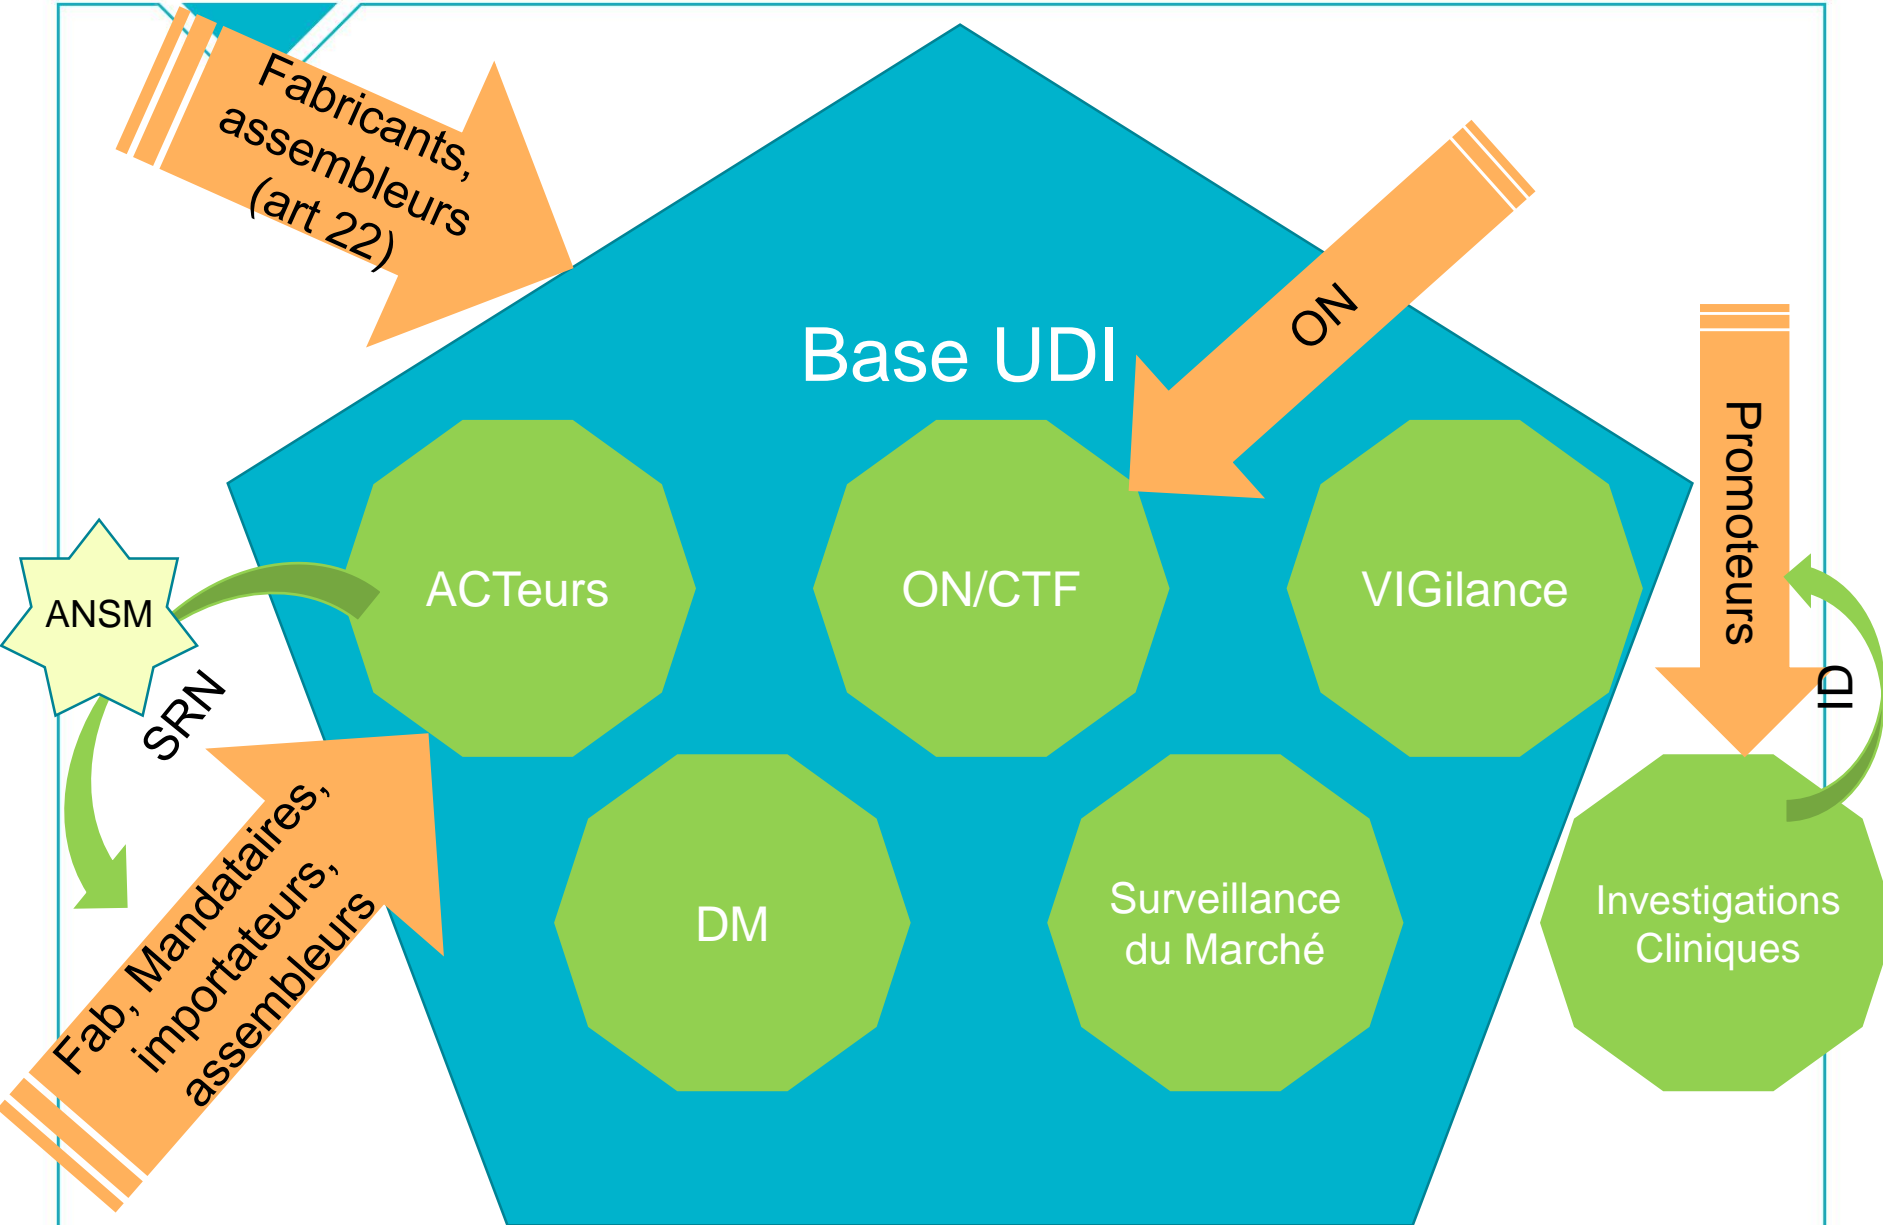 Fabricants,
assembleurs
(art 22)
ON
Base UDI
Promoteurs
ACTeurs
ON/CTF
VIGilance
ANSM
SRN
ID
Fab, Mandataires,
importateurs,
assembleurs
DM
Surveillance
du Marché
Investigations
Cliniques